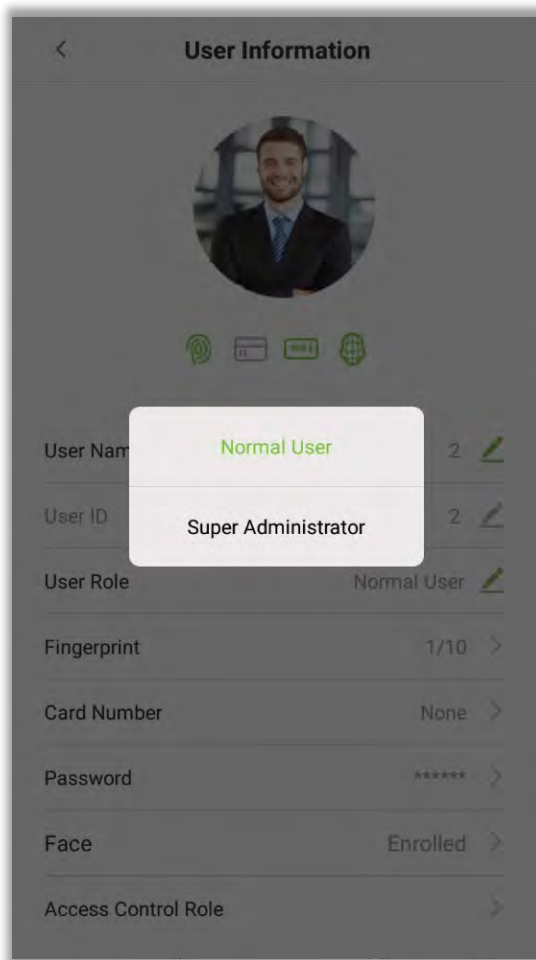 User Information
User Nam 2
Normal User
User ID 2
Super Administrator
User Role Normal User
Fingerprint 1/10
Card Number None
Password ******
Face Enrolled
Access Control Role